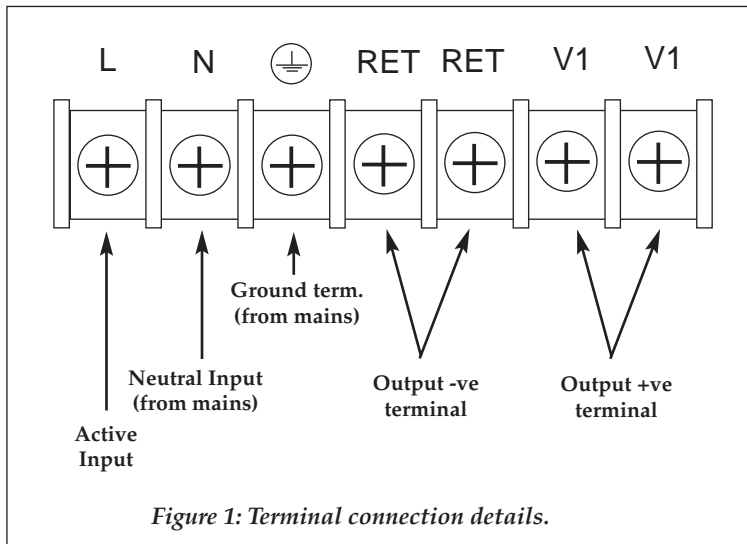 L N RET RET V1 V1
Ground term.
(from mains)
Neutral Input
(from mains)
Output -ve
terminal
Output +ve
terminal
Active
Input
Figure 1: Terminal connection details.